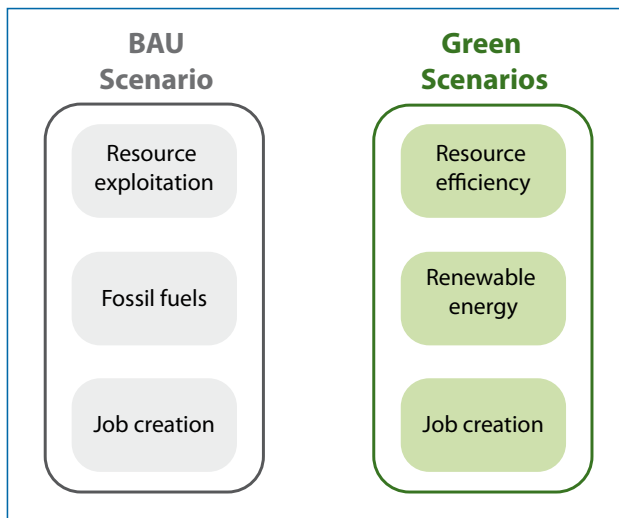 BAU
Scenario
Resource
exploitation
Fossil fuels
Job creation
Green
Scenarios
Resource
efficiency
Renewable
energy
Job creation